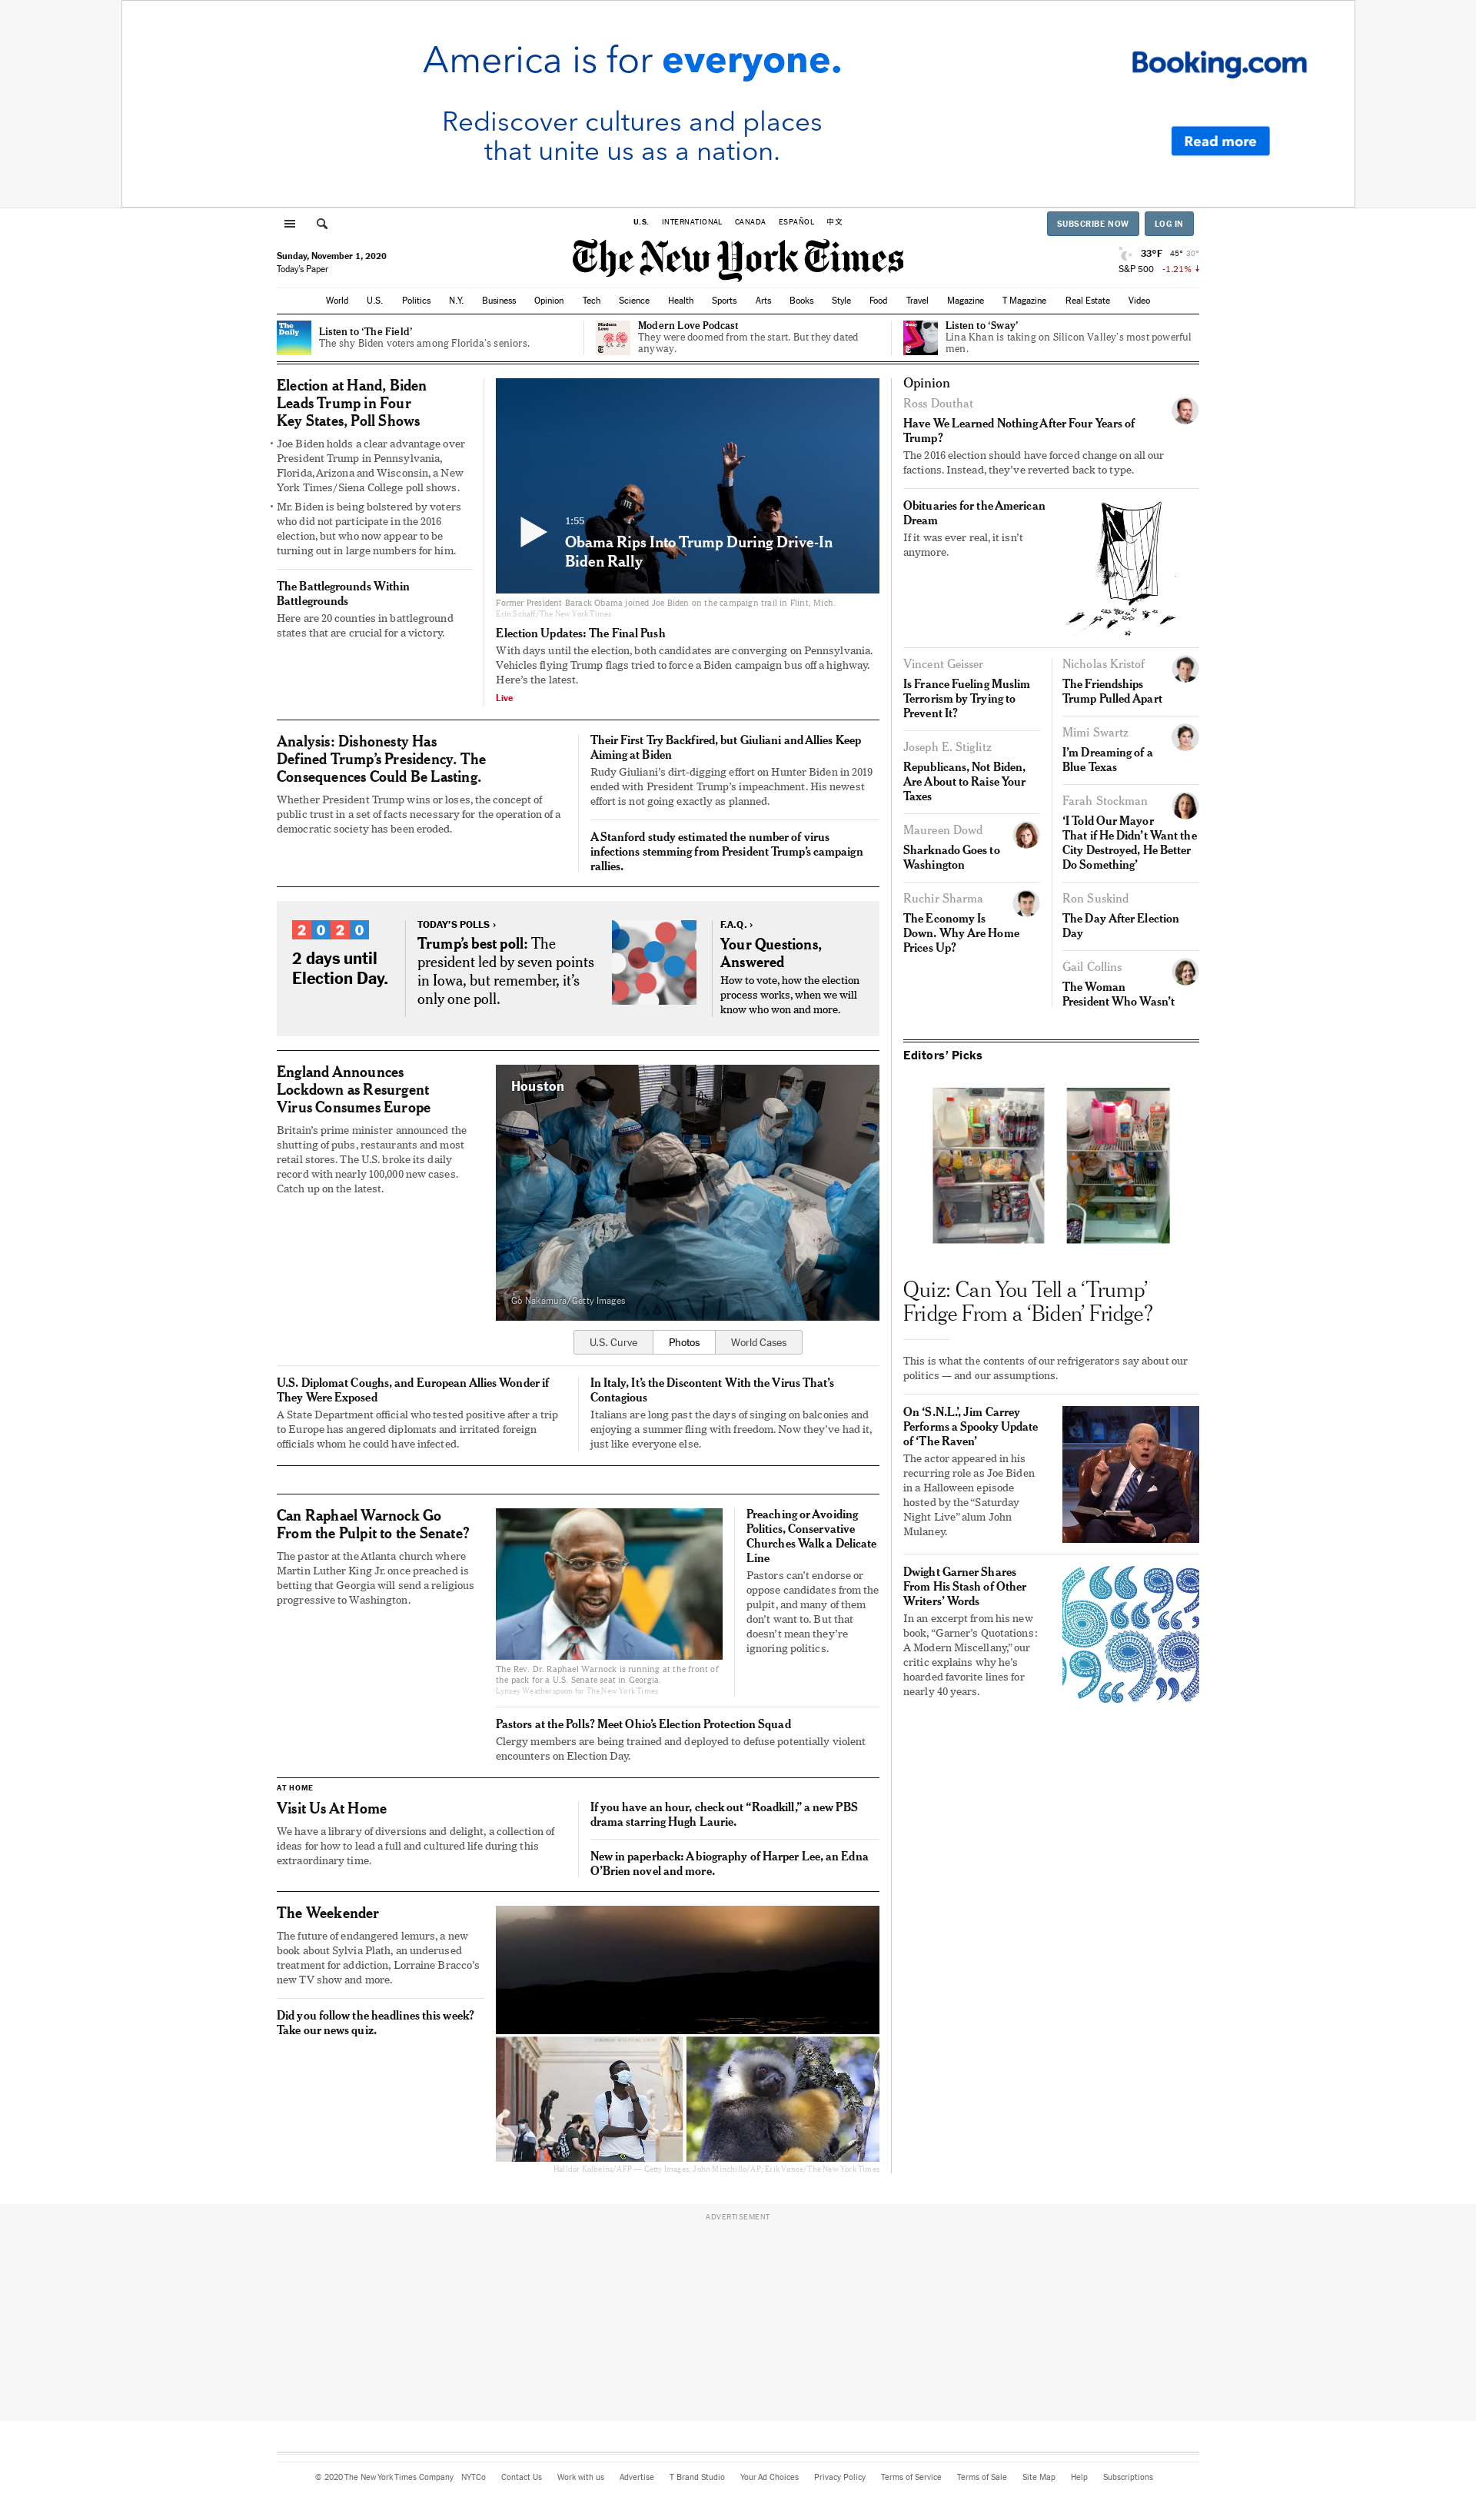 America is for everyone.
Booking.com
Rediscover cultures and places
that unite us as a nation.
Read more
U.S. INTERNATIONAL CANADA ESPAÑOL 中文
SUBSCRIBE NOW LOG IN
Sunday, November 1, 2020
Today's Paper
The New York Times
33°F 45° 30°
S&P 500 -1.21%
World U.S. Politics N.Y. Business Opinion Tech Science Health Sports Arts Books Style Food Travel Magazine T Magazine Real Estate Video
The
Daily
Listen to ‘The Field’
The shy Biden voters among Florida’s seniors.
Modern
Love
Modern Love Podcast
They were doomed from the start. But they dated
anyway.
Listen to ‘Sway’
Lina Khan is taking on Silicon Valley’s most powerful
men.
Election at Hand, Biden
Leads Trump in Four
Key States, Poll Shows
• Joe Biden holds a clear advantage over
President Trump in Pennsylvania,
Florida, Arizona and Wisconsin, a New
York Times/Siena College poll shows.
• Mr. Biden is being bolstered by voters
who did not participate in the 2016
election, but who now appear to be
turning out in large numbers for him.
The Battlegrounds Within
Battlegrounds
Here are 20 counties in battleground
states that are crucial for a victory.
1:55
Obama Rips Into Trump During Drive-In
Biden Rally
Former President Barack Obama joined Joe Biden on the campaign trail in Flint, Mich.
Erin Schaff/The New York Times
Election Updates: The Final Push
With days until the election, both candidates are converging on Pennsylvania.
Vehicles flying Trump flags tried to force a Biden campaign bus off a highway.
Here’s the latest.
Live
Analysis: Dishonesty Has
Defined Trump’s Presidency. The
Consequences Could Be Lasting.
Whether President Trump wins or loses, the concept of
public trust in a set of facts necessary for the operation of a
democratic society has been eroded.
Their First Try Backfired, but Giuliani and Allies Keep
Aiming at Biden
Rudy Giuliani’s dirt-digging effort on Hunter Biden in 2019
ended with President Trump’s impeachment. His newest
effort is not going exactly as planned.
A Stanford study estimated the number of virus
infections stemming from President Trump’s campaign
rallies.
2020
2 days until
Election Day.
TODAY’S POLLS ›
Trump’s best poll: The
president led by seven points
in Iowa, but remember, it’s
only one poll.
F.A.Q. ›
Your Questions,
Answered
How to vote, how the election
process works, when we will
know who won and more.
England Announces
Lockdown as Resurgent
Virus Consumes Europe
Britain’s prime minister announced the
shutting of pubs, restaurants and most
retail stores. The U.S. broke its daily
record with nearly 100,000 new cases.
Catch up on the latest.
Houston
Go Nakamura/Getty Images
U.S. Curve Photos World Cases
U.S. Diplomat Coughs, and European Allies Wonder if
They Were Exposed
A State Department official who tested positive after a trip
to Europe has angered diplomats and irritated foreign
officials whom he could have infected.
In Italy, It’s the Discontent With the Virus That’s
Contagious
Italians are long past the days of singing on balconies and
enjoying a summer fling with freedom. Now they’ve had it,
just like everyone else.
Can Raphael Warnock Go
From the Pulpit to the Senate?
The pastor at the Atlanta church where
Martin Luther King Jr. once preached is
betting that Georgia will send a religious
progressive to Washington.
The Rev. Dr. Raphael Warnock is running at the front of
the pack for a U.S. Senate seat in Georgia.
Lynsey Weatherspoon for The New York Times
Preaching or Avoiding
Politics, Conservative
Churches Walk a Delicate
Line
Pastors can’t endorse or
oppose candidates from the
pulpit, and many of them
don’t want to. But that
doesn’t mean they’re
ignoring politics.
Pastors at the Polls? Meet Ohio’s Election Protection Squad
Clergy members are being trained and deployed to defuse potentially violent
encounters on Election Day.
AT HOME
Visit Us At Home
We have a library of diversions and delight, a collection of
ideas for how to lead a full and cultured life during this
extraordinary time.
If you have an hour, check out “Roadkill,” a new PBS
drama starring Hugh Laurie.
New in paperback: A biography of Harper Lee, an Edna
O’Brien novel and more.
The Weekender
The future of endangered lemurs, a new
book about Sylvia Plath, an underused
treatment for addiction, Lorraine Bracco’s
new TV show and more.
Did you follow the headlines this week?
Take our news quiz.
Halldor Kolbeins/AFP — Getty Images; John Minchillo/AP; Erik Vance/The New York Times
Opinion
Ross Douthat
Have We Learned Nothing After Four Years of
Trump?
The 2016 election should have forced change on all our
factions. Instead, they’ve reverted back to type.
Obituaries for the American
Dream
If it was ever real, it isn’t
anymore.
Vincent Geisser
Is France Fueling Muslim
Terrorism by Trying to
Prevent It?
Joseph E. Stiglitz
Republicans, Not Biden,
Are About to Raise Your
Taxes
Maureen Dowd
Sharknado Goes to
Washington
Ruchir Sharma
The Economy Is
Down. Why Are Home
Prices Up?
Nicholas Kristof
The Friendships
Trump Pulled Apart
Mimi Swartz
I’m Dreaming of a
Blue Texas
Farah Stockman
‘I Told Our Mayor
That if He Didn’t Want the
City Destroyed, He Better
Do Something’
Ron Suskind
The Day After Election
Day
Gail Collins
The Woman
President Who Wasn’t
Editors’ Picks
Quiz: Can You Tell a ‘Trump’
Fridge From a ‘Biden’ Fridge?
This is what the contents of our refrigerators say about our
politics — and our assumptions.
On ‘S.N.L.’, Jim Carrey
Performs a Spooky Update
of ‘The Raven’
The actor appeared in his
recurring role as Joe Biden
in a Halloween episode
hosted by the “Saturday
Night Live” alum John
Mulaney.
Dwight Garner Shares
From His Stash of Other
Writers’ Words
In an excerpt from his new
book, “Garner’s Quotations:
A Modern Miscellany,” our
critic explains why he’s
hoarded favorite lines for
nearly 40 years.
ADVERTISEMENT
© 2020 The New York Times Company NYTCo Contact Us Work with us Advertise T Brand Studio Your Ad Choices Privacy Policy Terms of Service Terms of Sale Site Map Help Subscriptions